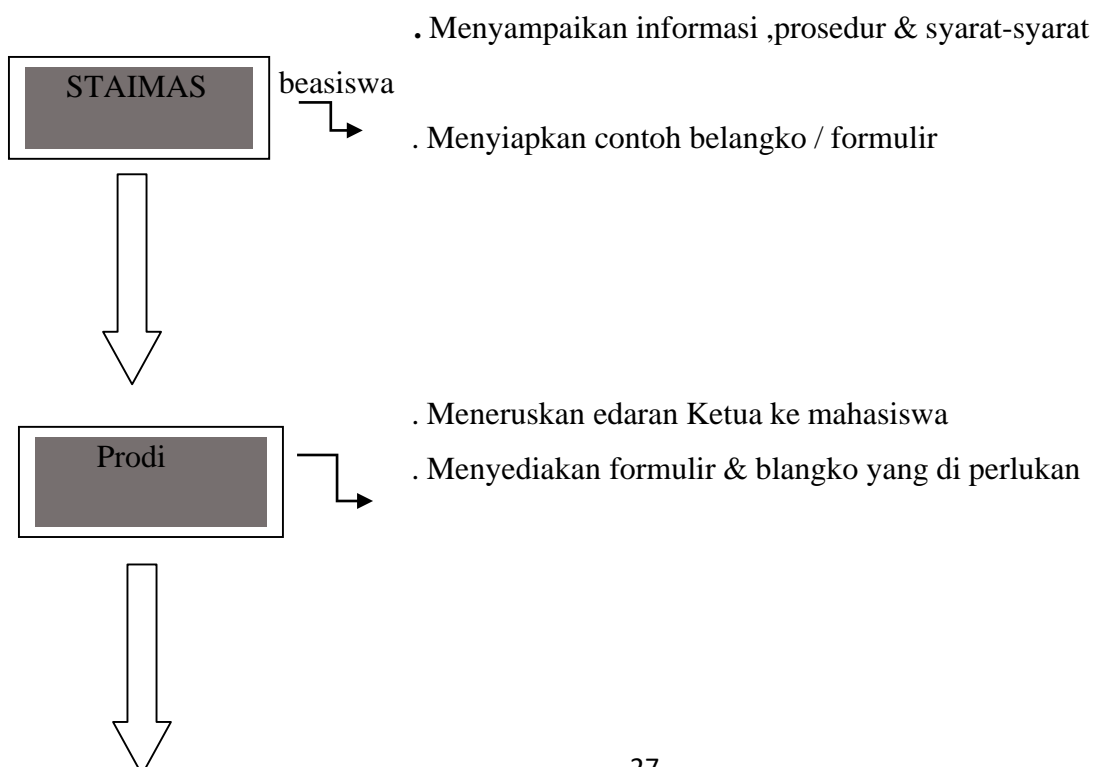 . Menyampaikan informasi ,prosedur & syarat-syarat
STAIMAS beasiswa
. Menyiapkan contoh belangko / formulir
. Meneruskan edaran Ketua ke mahasiswa
Prodi
. Menyediakan formulir & blangko yang di perlukan
27